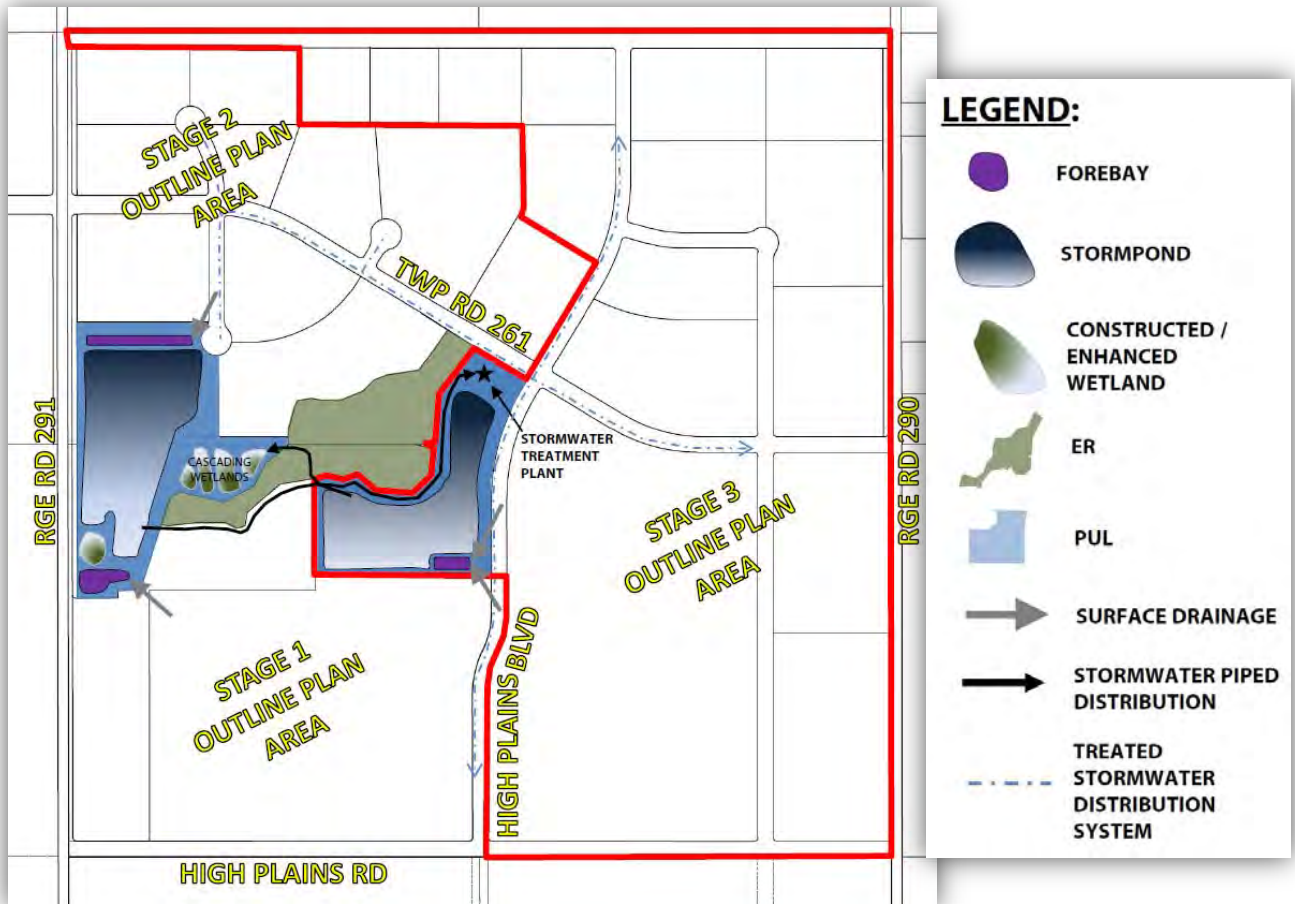 STAGE 2
OUTLINE PLAN
AREA
TWP RD 261
RGE RD 291
CASCADING
WETLANDS
STORMWATER
TREATMENT
PLANT
RGE RD 290
STAGE 3
OUTLINE PLAN
AREA
STAGE 1
OUTLINE PLAN
AREA
HIGH PLAINS BLVD
HIGH PLAINS RD
LEGEND:
FOREBAY
STORMPOND
CONSTRUCTED /
ENHANCED
WETLAND
ER
PUL
SURFACE DRAINAGE
STORMWATER PIPED
DISTRIBUTION
TREATED
STORMWATER
DISTRIBUTION
SYSTEM